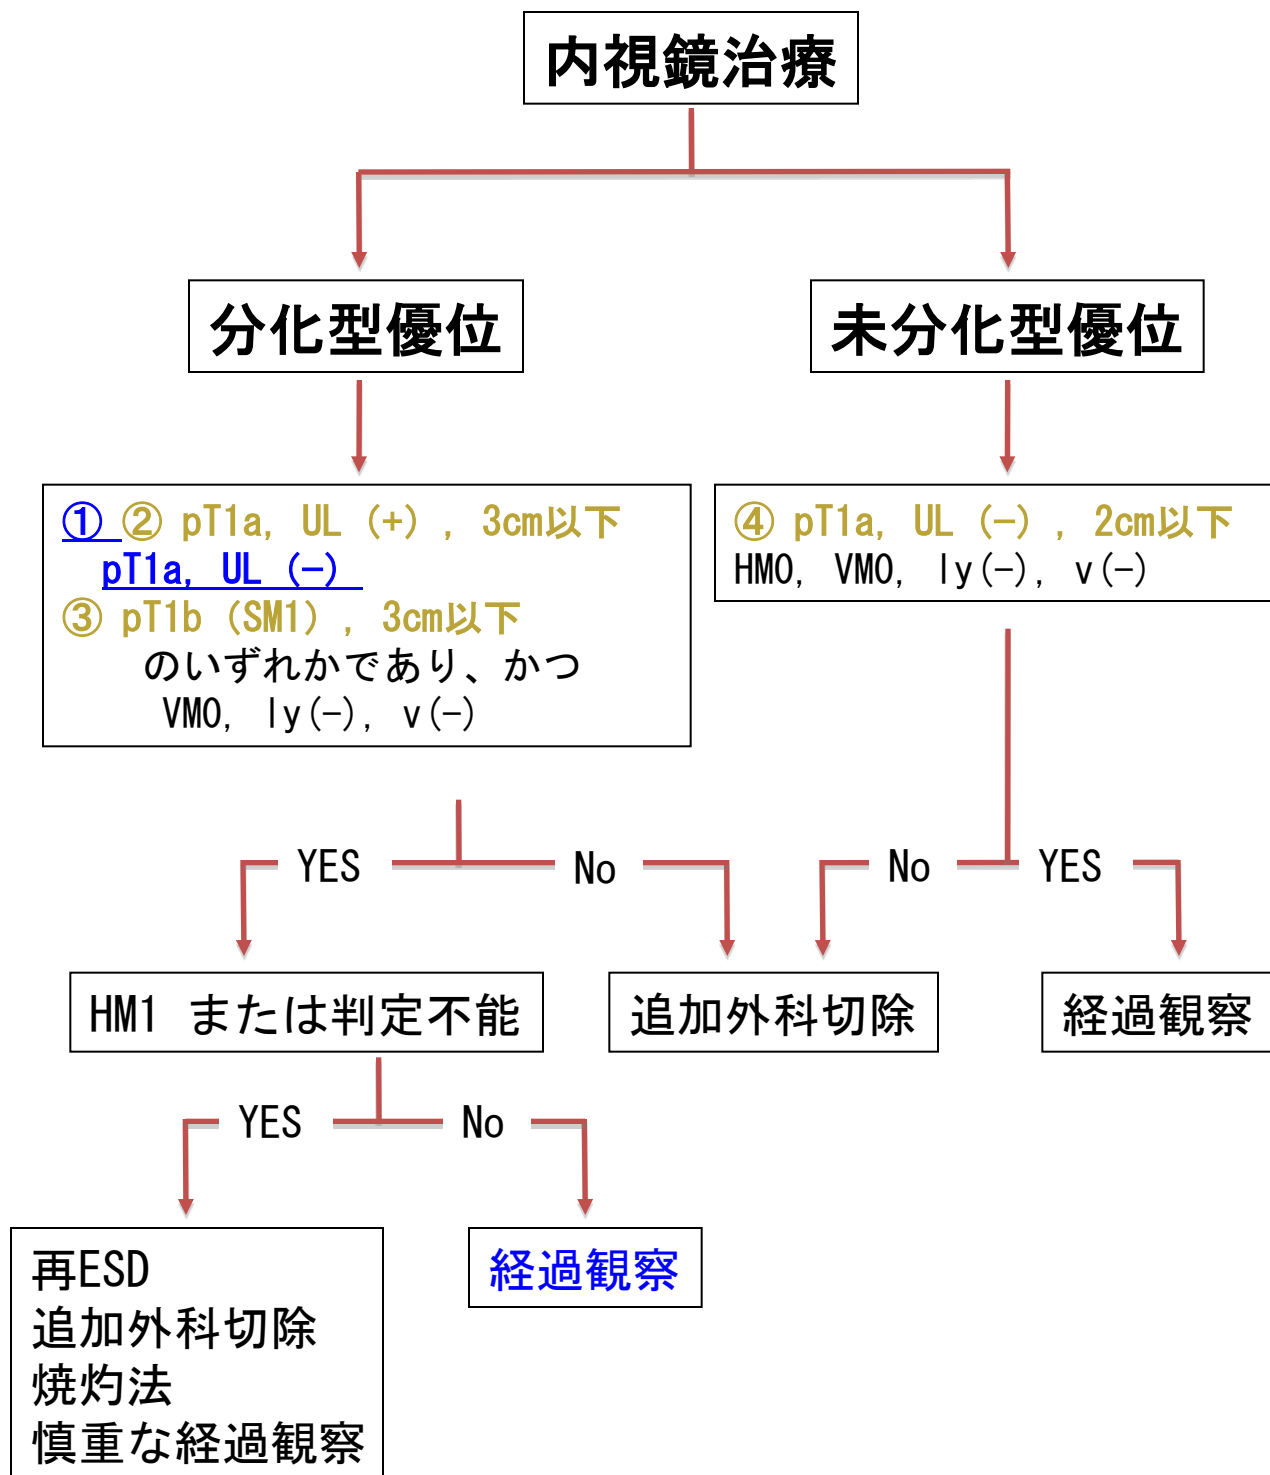 内視鏡治療
分化型優位
未分化型優位
① ② pT1a, UL (+) , 3cm以下
pT1a, UL (−)
③ pT1b (SM1) , 3cm以下
のいずれかであり、かつ
VM0, ly(−), v(−)
④ pT1a, UL (−) , 2cm以下
HM0, VM0, ly(−), v(−)
YES
No
No
YES
HM1 または判定不能
追加外科切除
経過観察
YES
No
再ESD
追加外科切除
焼灼法
慎重な経過観察
経過観察